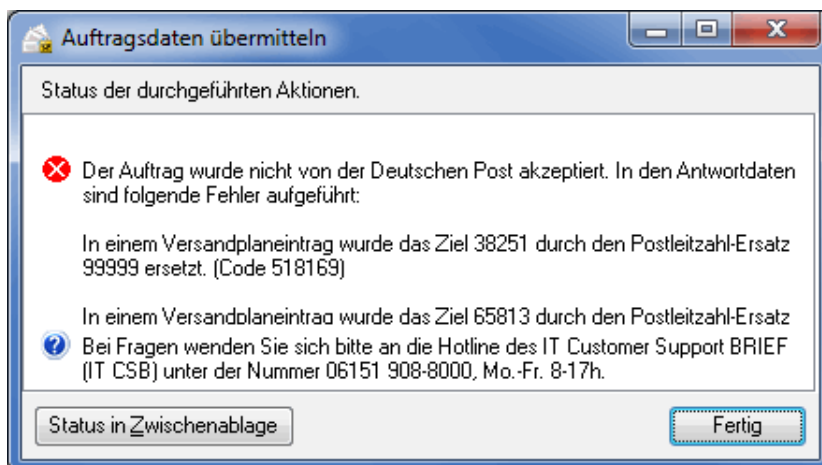 Auftragsdaten übermitteln
Status der durchgeführten Aktionen.
Der Auftrag wurde nicht von der Deutschen Post akzeptiert. In den Antwortdaten
sind folgende Fehler aufgeführt:
In einem Versandplaneintrag wurde das Ziel 38251 durch den Postleitzahl-Ersatz
99999 ersetzt. (Code 518169)
In einem Versandplaneintrag wurde das Ziel 65813 durch den Postleitzahl-Ersatz
Bei Fragen wenden Sie sich bitte an die Hotline des IT Customer Support BRIEF
(IT CSB) unter der Nummer 06151 908-8000, Mo.-Fr. 8-17h.
Status in Zwischenablage
Fertig